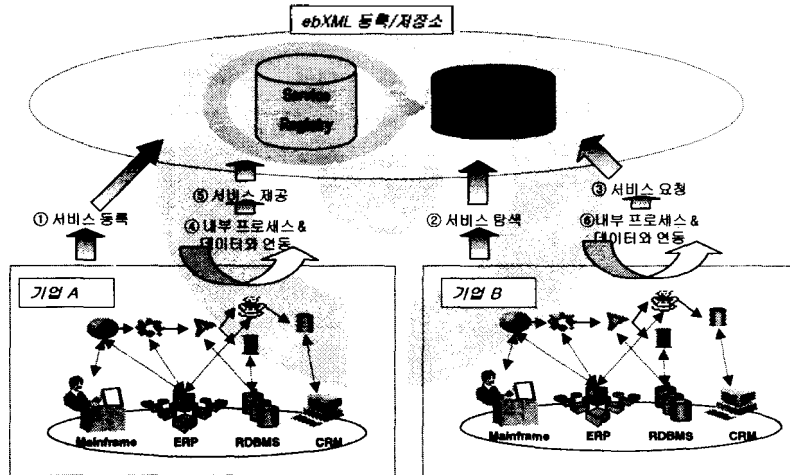 ebXML 등록/저장소
Service
Registry
⑤ 서비스 제공
③ 서비스 요청
① 서비스 등록
④ 내부 프로세스 &
데이터와 연동
② 서비스 탐색
⑥ 내부 프로세스 &
데이터와 연동
기업 A
기업 B
Mainframe
ERP
RDBMS
CRM
Mainframe
ERP
RDBMS
CRM